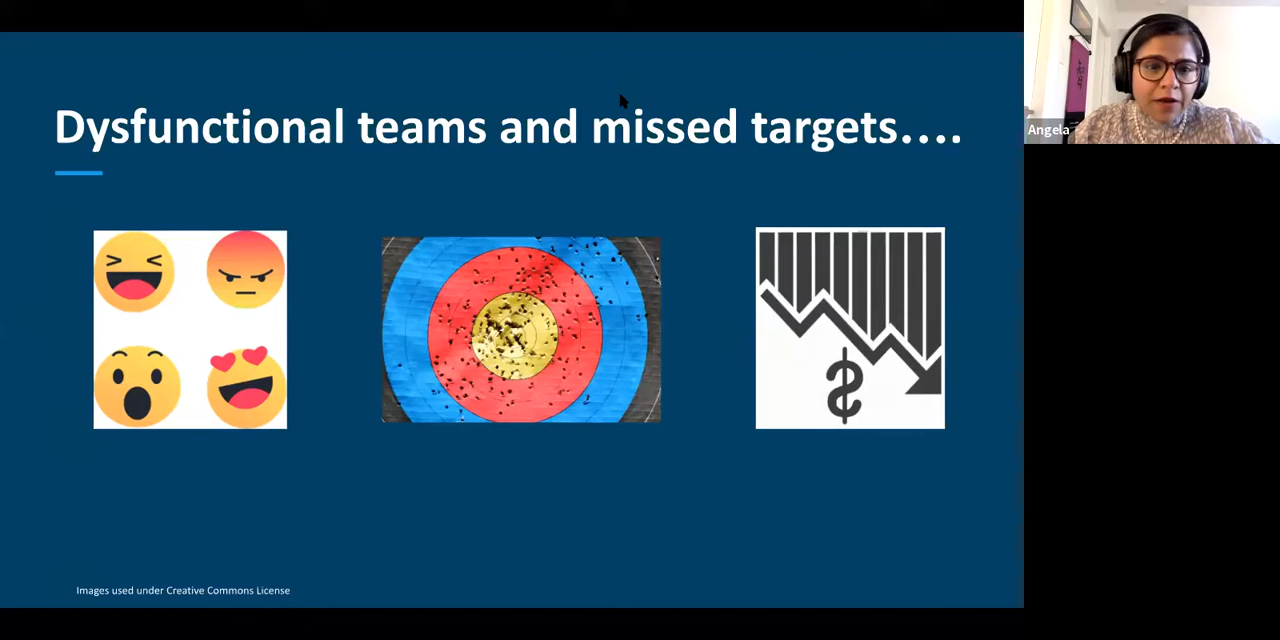 Dysfunctional teams and missed targets....
Angela
Images used under Creative Commons License